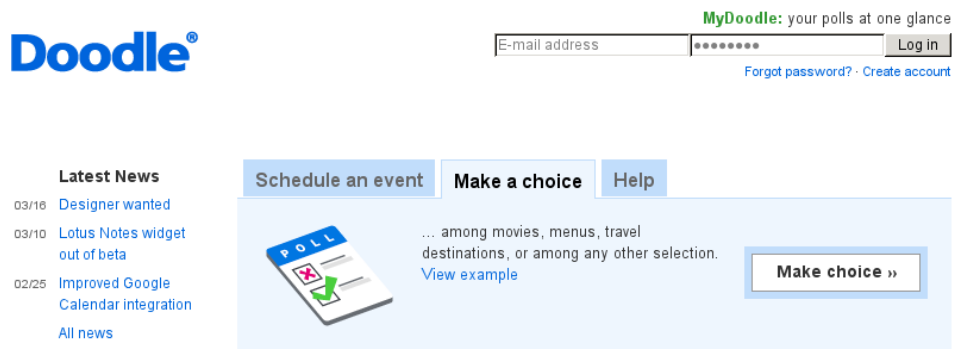 MyDoodle: your polls at one glance
Doodle®
E-mail address
Log in
Forgot password? · Create account
Latest News
03/16 Designer wanted
03/10 Lotus Notes widget
out of beta
02/25 Improved Google
Calendar integration
All news
Schedule an event Make a choice Help
POLL
... among movies, menus, travel
destinations, or among any other selection.
View example
Make choice ››